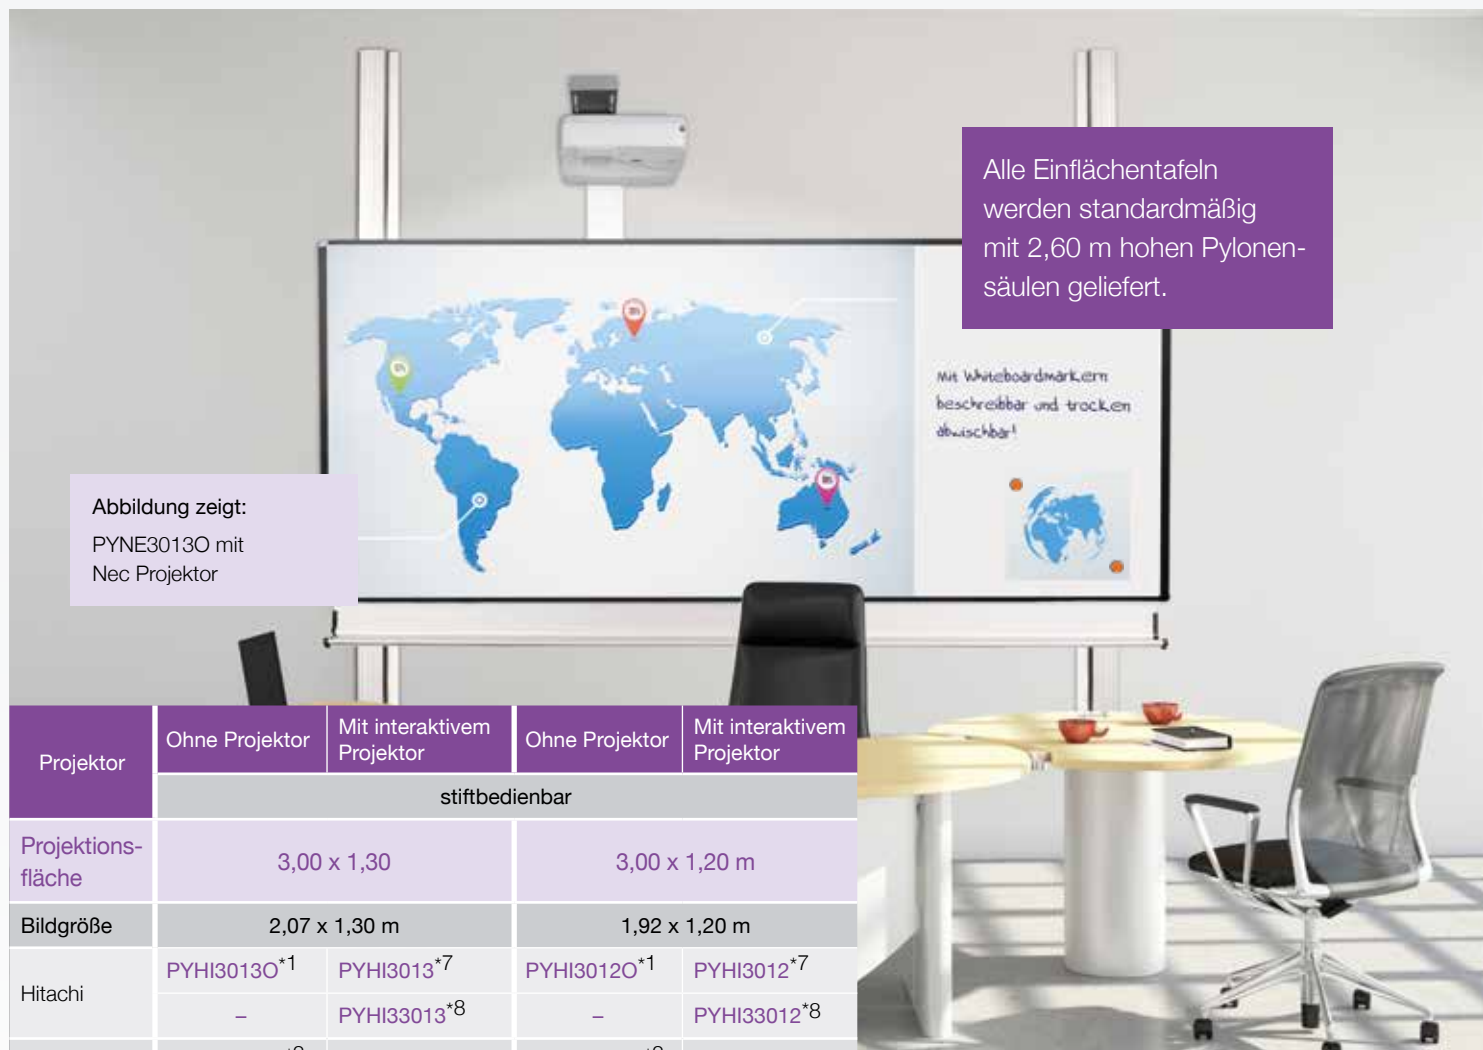 Alle Einflächentafeln
werden standardmäßig
mit 2,60 m hohen Pylonen-
säulen geliefert.
Mit Whiteboardmarkern
beschreibbar und trocken
abwischbar!
Abbildung zeigt:
PYNE3013O mit
Nec Projektor
Projektor
Ohne Projektor
Mit interaktivem
Projektor
Ohne Projektor
Mit interaktivem
Projektor
stiftbedienbar
Projektions-
fläche
3,00 x 1,30
3,00 x 1,20 m
Bildgröße
2,07 x 1,30 m
1,92 x 1,20 m
Hitachi
PYHI3013O*1
PYHI3013*7
PYHI3012O*1
PYHI3012*7
–
PYHI33013*8
–
PYHI33012*8